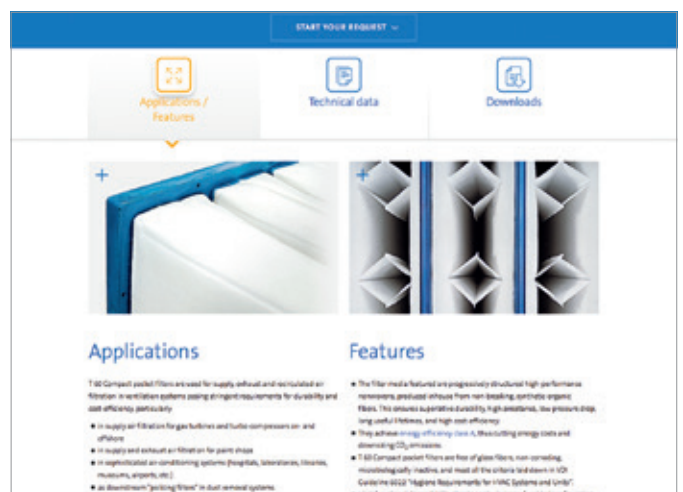 START YOUR REQUEST
Applications /
Features
Technical data
Downloads
Applications
Features
T 60 Compact pocket filters are used for supply, exhaust and recirculated air
filtration in ventilation systems posing stringent requirements for durability and
cost-efficiency, particularly
in supply air filtration for gas turbines and turbo compressors on- and
offshore
in supply and exhaust air filtration for paint shops
in sophisticated air-conditioning systems (hospitals, laboratories, libraries,
museums, airports, etc.)
as downstream "policing filters" in dust removal systems
The filter media featured are progressively structured high-performance
nonwovens, produced inhouse from non-breaking, synthetic organic
fibers. This ensures superlative durability, high arrestance, low pressure drop,
long useful lifetimes, and high cost-efficiency.
They achieve energy efficiency class A, thus cutting energy costs and
downsizing CO₂ emissions.
T 60 Compact pocket filters are free of glass fibers, non-corroding,
microbiologically inactive, and meet all the criteria laid down in VDI
Guideline 6022 "Hygiene Requirements for HVAC Systems and Units".